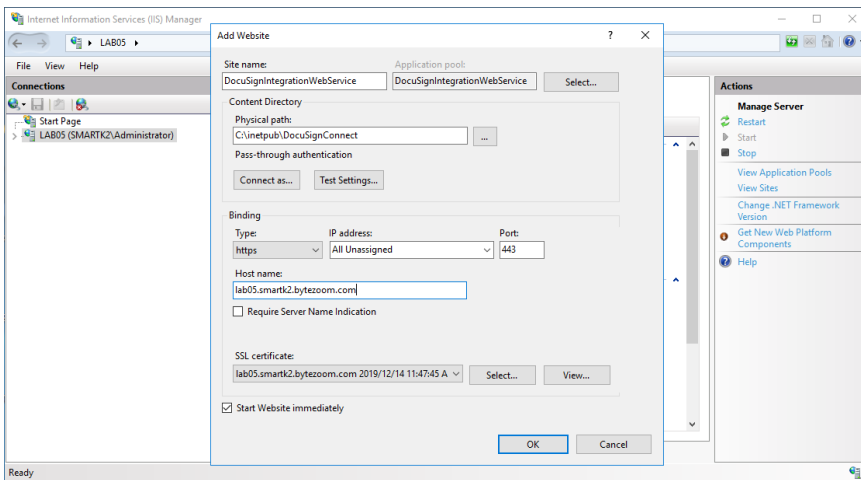 Internet Information Services (IIS) Manager
LAB05
File View Help
Connections
Start Page
LAB05 (SMARTK2\Administrator)
Ready
Add Website
?
Site name:
Application pool:
DocuSignIntegrationWebService
DocuSignIntegrationWebService
Select...
Content Directory
Physical path:
C:\inetpub\DocuSignConnect
...
Pass-through authentication
Connect as...
Test Settings...
Binding
Type:
IP address:
Port:
https
All Unassigned
443
Host name:
lab05.smartk2.bytezoom.com
Require Server Name Indication
SSL certificate:
lab05.smartk2.bytezoom.com 2019/12/14 11:47:45 A
Select...
View...
Start Website immediately
OK
Cancel
Actions
Manage Server
Restart
Start
Stop
View Application Pools
View Sites
Change .NET Framework
Version
Get New Web Platform
Components
Help